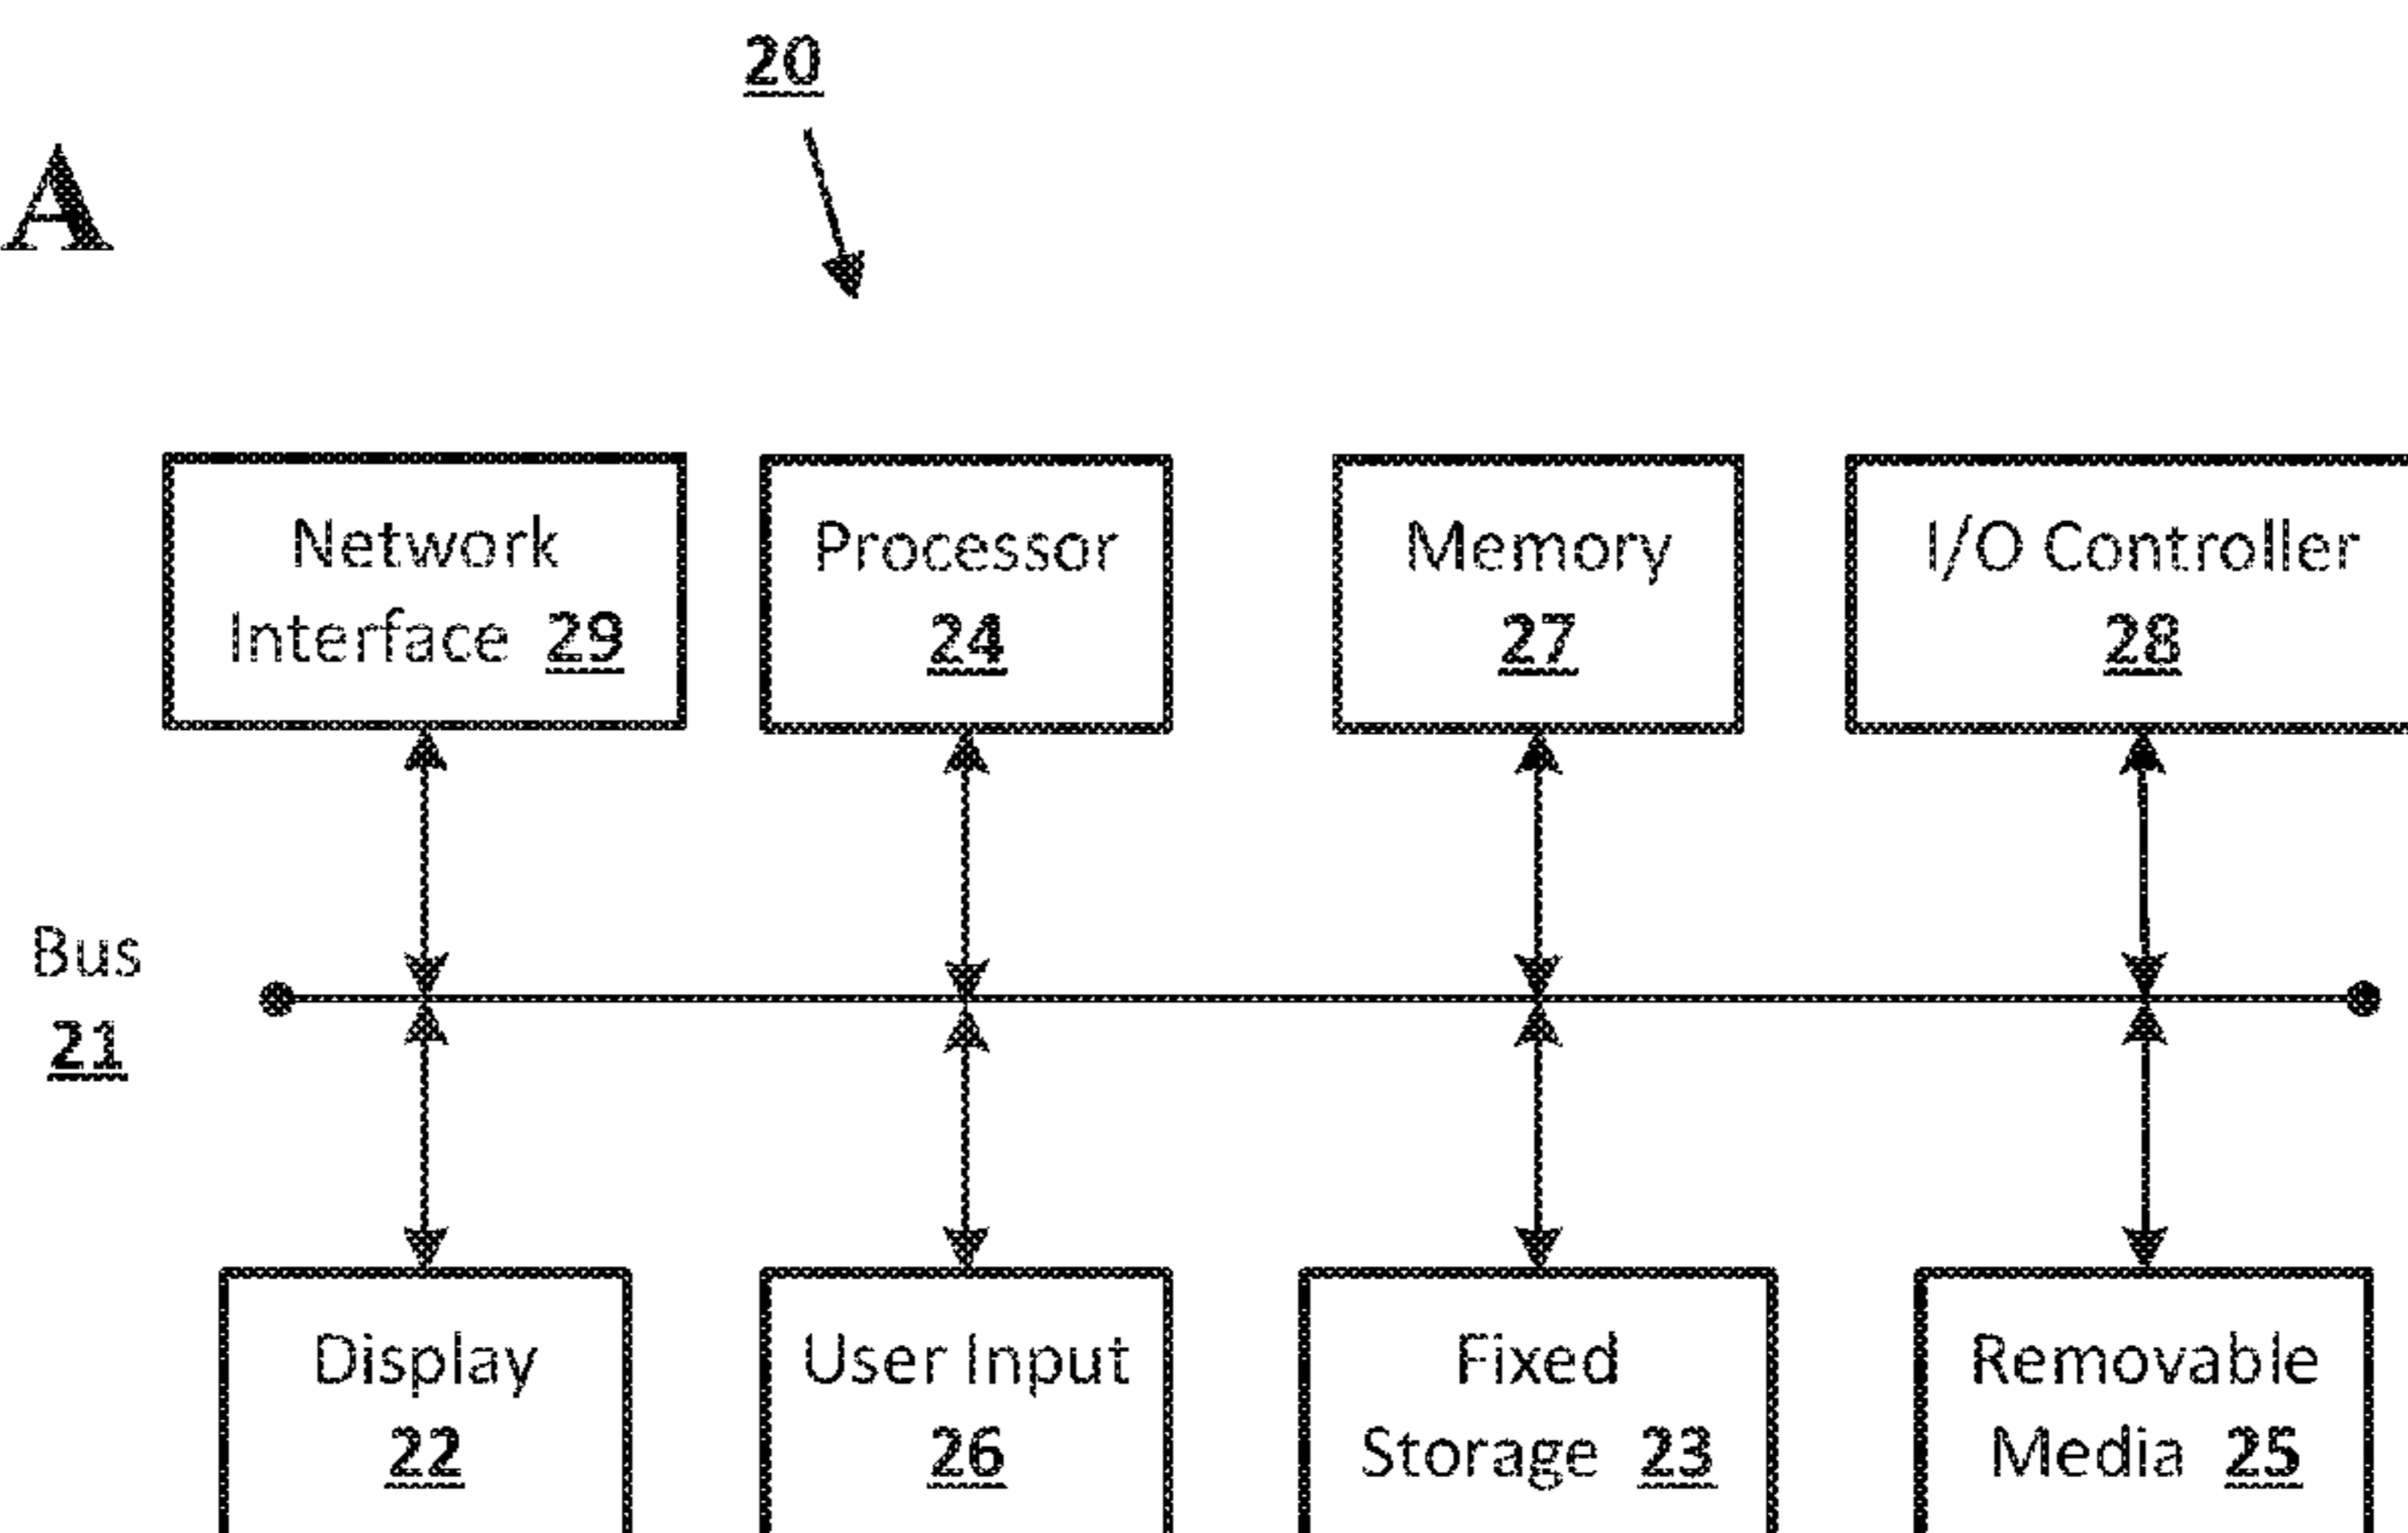 20
A
Network
Interface 29
Processor
24
Memory
27
I/O Controller
28
Bus
21
Display
22
User Input
26
Fixed
Storage 23
Removable
Media 25